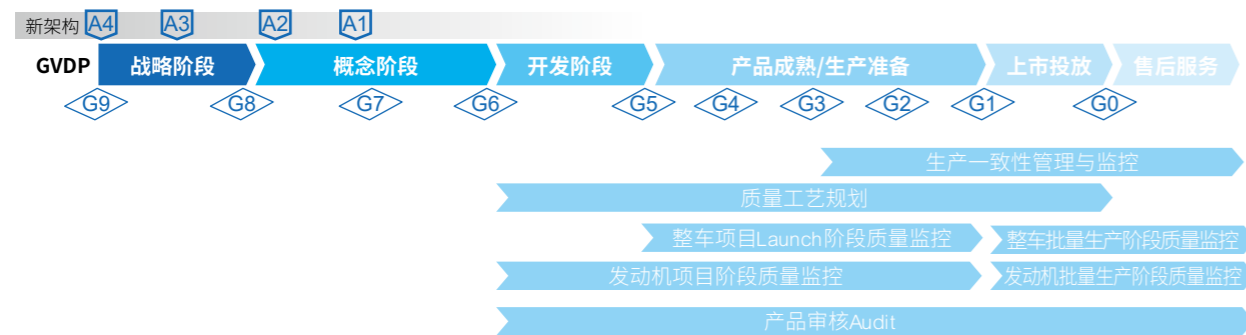 新架构 A4 A3 A2 A1
GVDP 战略阶段 概念阶段 开发阶段 产品成熟/生产准备 上市投放 售后服务
G9 G8 G7 G6 G5 G4 G3 G2 G1 G0
生产一致性管理与监控
质量工艺规划
整车项目Launch阶段质量监控 整车批量生产阶段质量监控
发动机项目阶段质量监控 发动机批量生产阶段质量监控
产品审核Audit